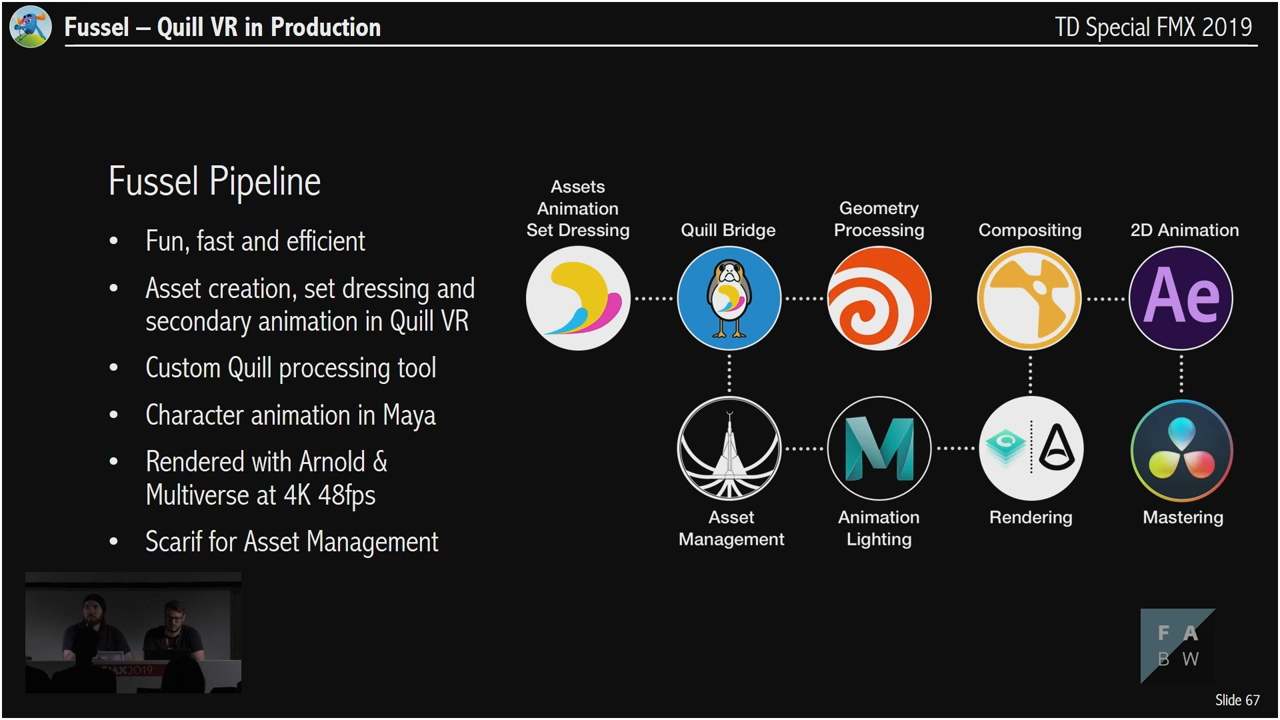 Fussel – Quill VR in Production
TD Special FMX 2019
Fussel Pipeline
• Fun, fast and efficient
• Asset creation, set dressing and
secondary animation in Quill VR
• Custom Quill processing tool
• Character animation in Maya
• Rendered with Arnold &
Multiverse at 4K 48fps
• Scarif for Asset Management
Assets
Animation
Set Dressing
Quill Bridge
Geometry
Processing
Compositing
2D Animation
Ae
M
Asset
Management
Animation
Lighting
Rendering
Mastering
FMX2019
F A
B W
Slide 67